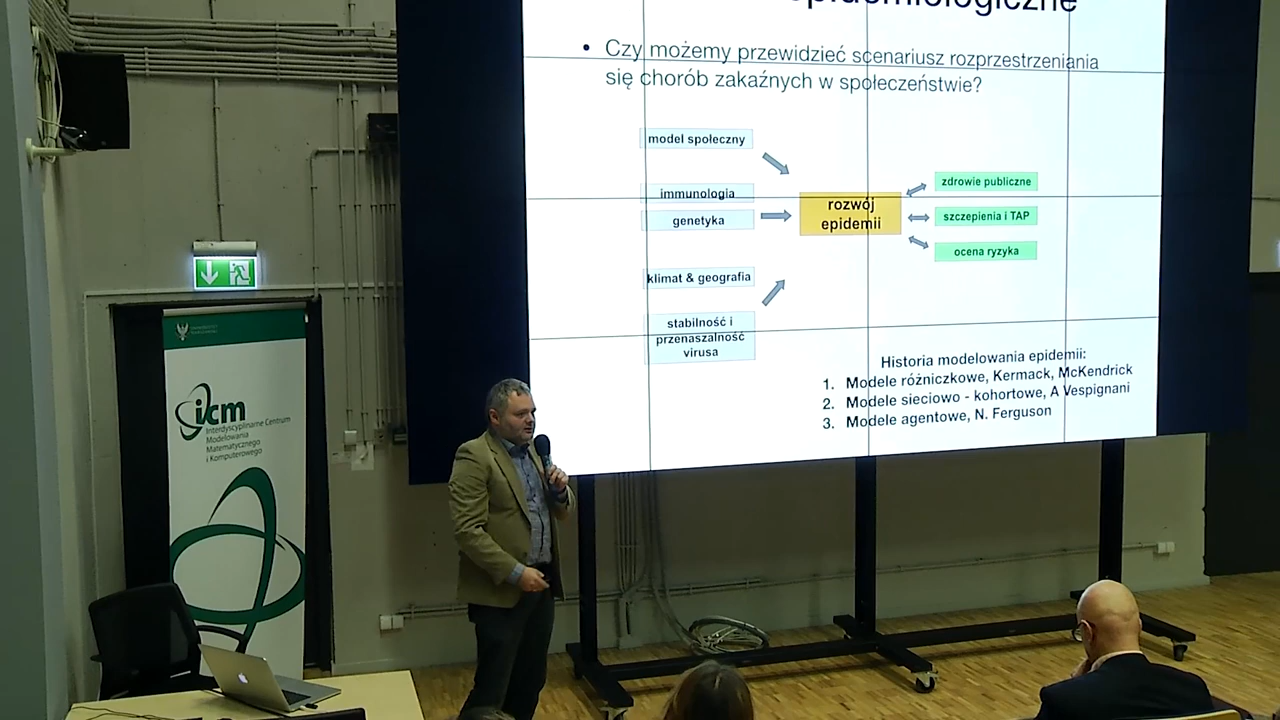 epidemiologiczne
• Czy możemy przewidzieć scenariusz rozprzestrzeniania
się chorób zakaźnych w społeczeństwie?
model społeczny
immunologia
genetyka
klimat & geografia
stabilność i
przenaszalność
wirusa
rozwój
epidemii
zdrowie publiczne
szczepienia i TAP
ocena ryzyka
Historia modelowania epidemii:
1. Modele różniczkowe, Kermack, McKendrick
2. Modele sieciowo - kohortowe, A Vespignani
3. Modele agentowe, N. Ferguson
icm
Interdyscyplinarne Centrum
Modelowania
Matematycznego
i Komputerowego